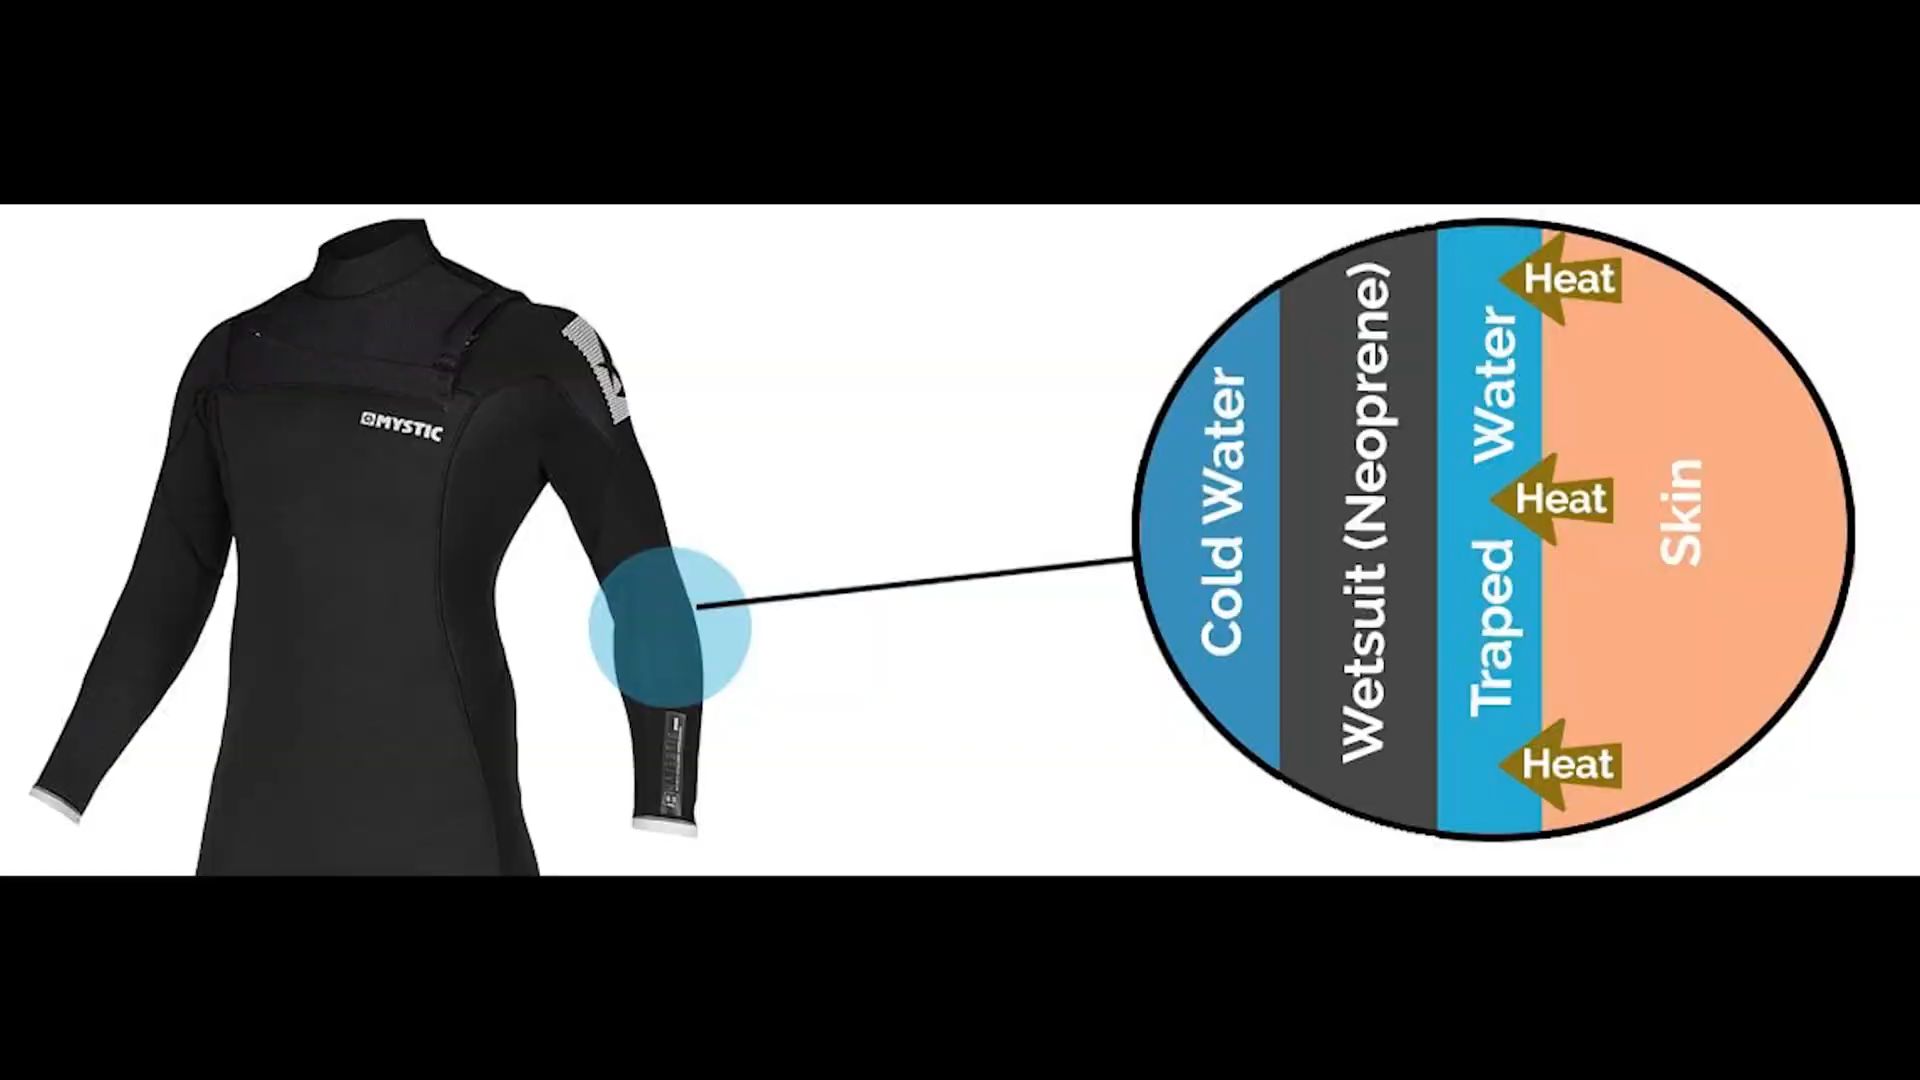 MYSTIC
Cold Water
Wetsuit (Neoprene)
Traped Water
Heat
Heat
Heat
Skin